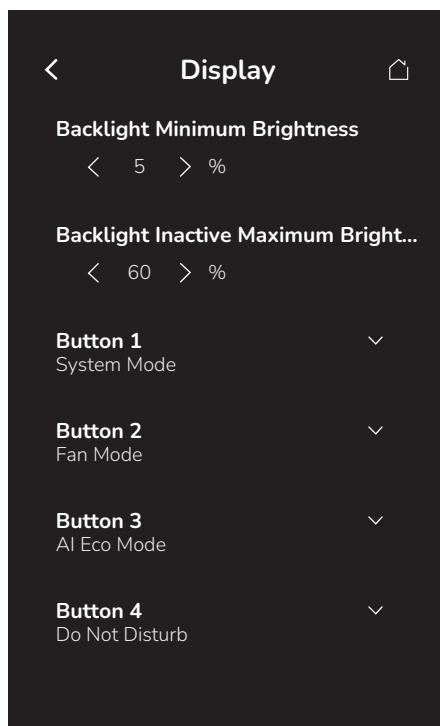 Display
Backlight Minimum Brightness
5 %
Backlight Inactive Maximum Bright...
60 %
Button 1
System Mode
Button 2
Fan Mode
Button 3
AI Eco Mode
Button 4
Do Not Disturb